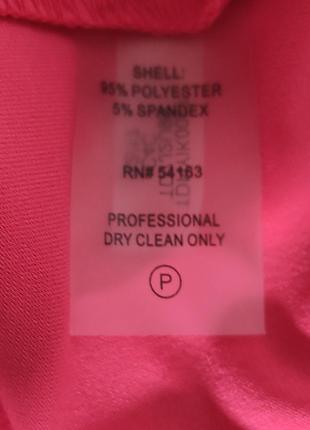 SHELL:
95% POLYESTER
5% SPANDEX
RN# 54163
PROFESSIONAL
DRY CLEAN ONLY
P